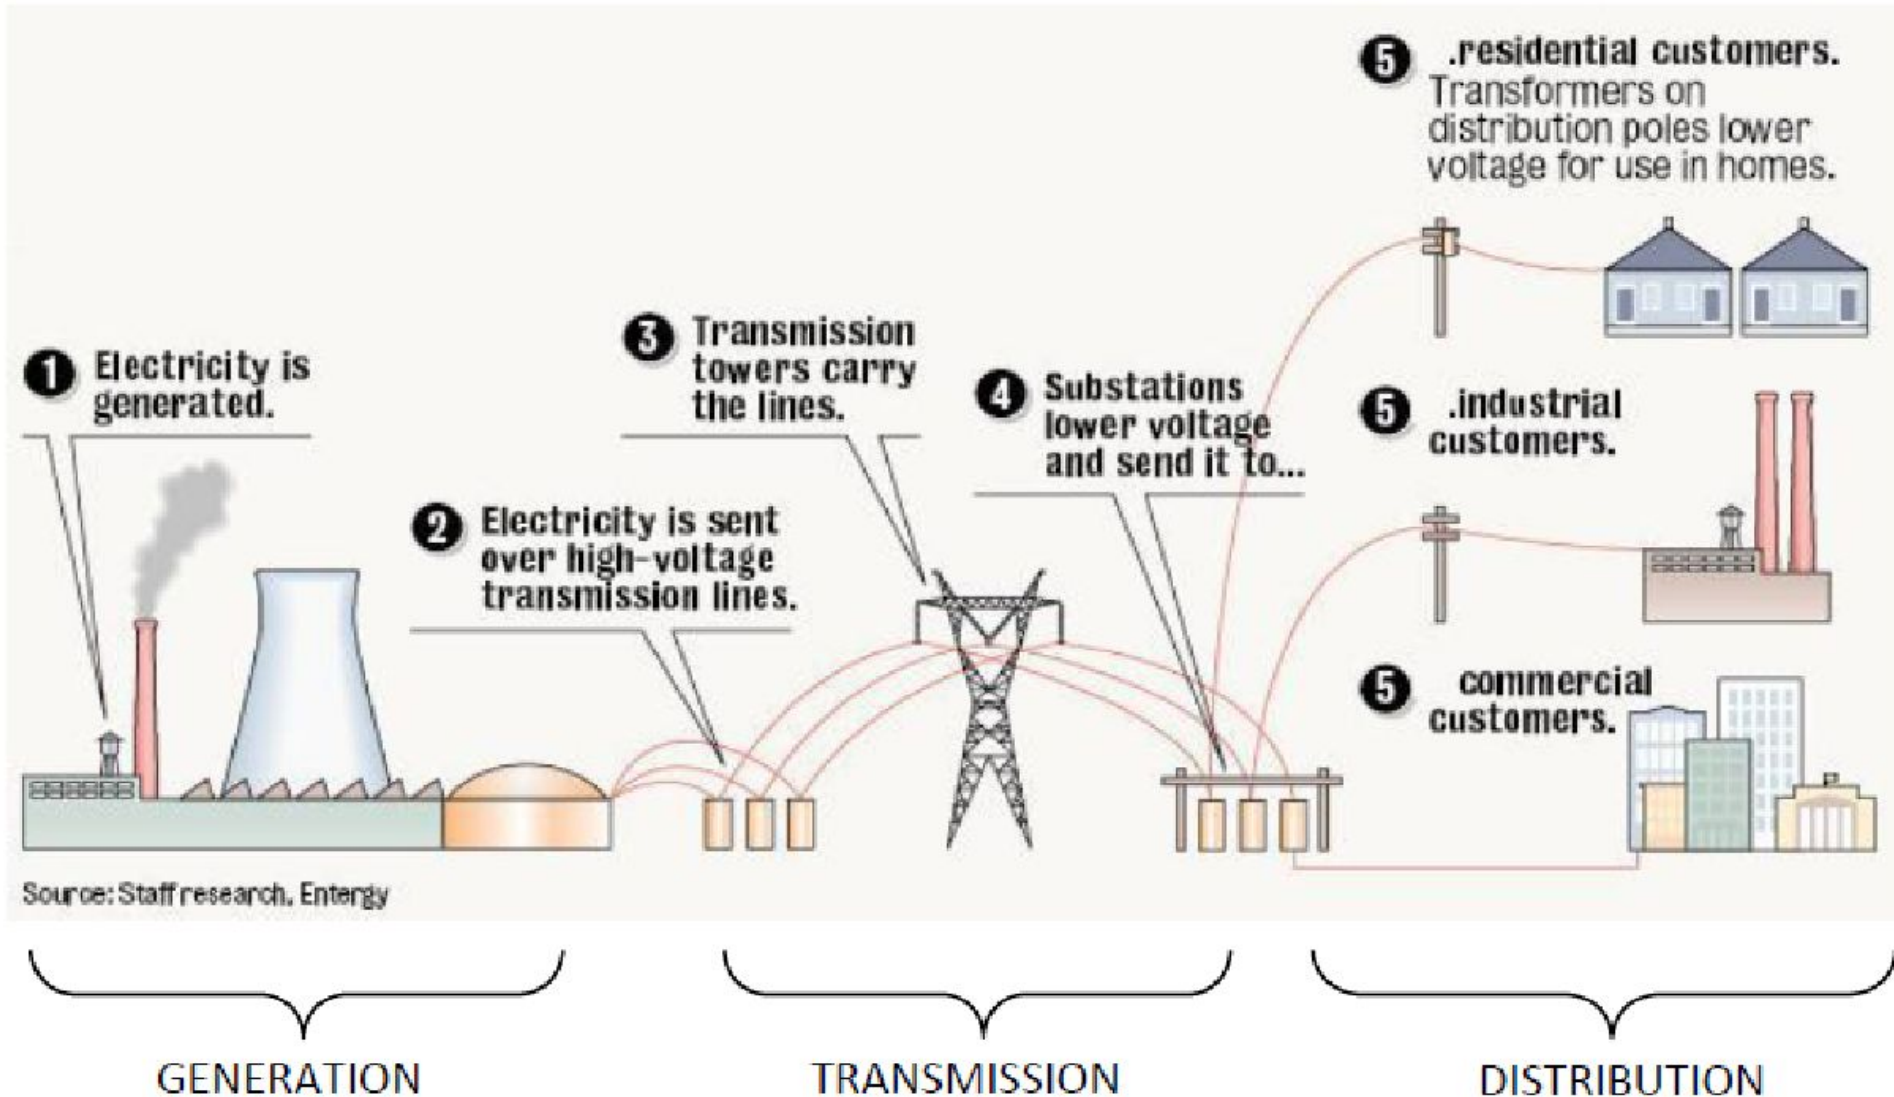 1 Electricity is
generated.
2 Electricity is sent
over high-voltage
transmission lines.
3 Transmission
towers carry
the lines.
4 Substations
lower voltage
and send it to...
5 .residential customers.
Transformers on
distribution poles lower
voltage for use in homes.
5 .industrial
customers.
5 commercial
customers.
Source: Staff research, Entergy
GENERATION
TRANSMISSION
DISTRIBUTION